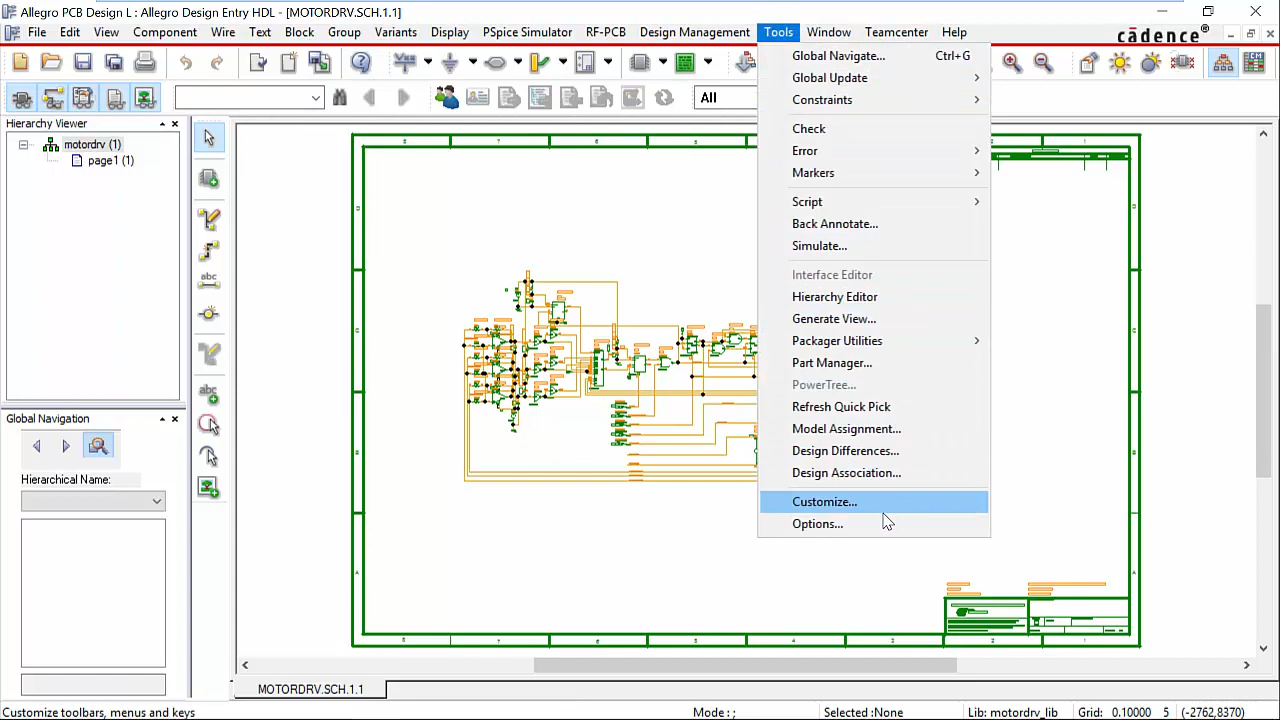 Allegro PCB Design L : Allegro Design Entry HDL - [MOTORDRV.SCH.1.1]
File Edit View Component Wire Text Block Group Variants Display PSpice Simulator RF-PCB Design Management Tools Window Teamcenter Help
cādence®
All
Global Navigate... Ctrl+G
Global Update
Constraints
Check
Error
Markers
Script
Back Annotate...
Simulate...
Interface Editor
Hierarchy Editor
Generate View...
Packager Utilities
Part Manager...
PowerTree...
Refresh Quick Pick
Model Assignment...
Design Differences...
Design Association...
Customize...
Options...
Hierarchy Viewer
motordrv (1)
page1 (1)
Global Navigation
Hierarchical Name:
abc
abc
MOTORDRV.SCH.1.1
Customize toolbars, menus and keys
Mode : ;
Selected :None
Lib: motordrv_lib
Grid: 0.10000 5
(-2762,8370)